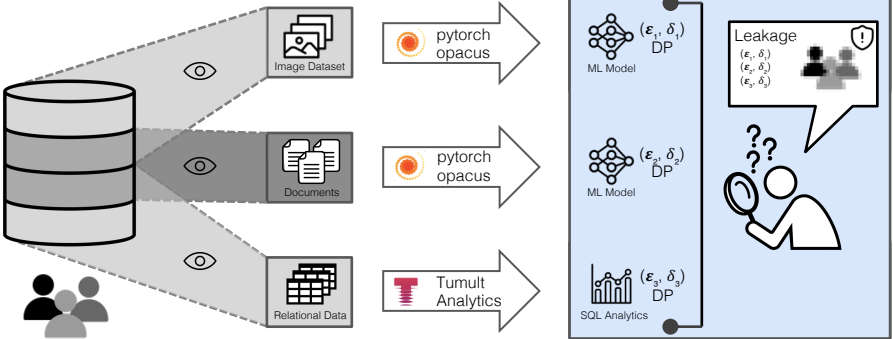 Image Dataset
pytorch
opacus
(ε₁, δ₁)
DP
ML Model
Leakage
(ε₁, δ₁)
(ε₂, δ₂)
(ε₃, δ₃)
Documents
pytorch
opacus
(ε₂, δ₂)
DP
ML Model
???
Relational Data
Tumult
Analytics
(ε₃, δ₃)
DP
SQL Analytics